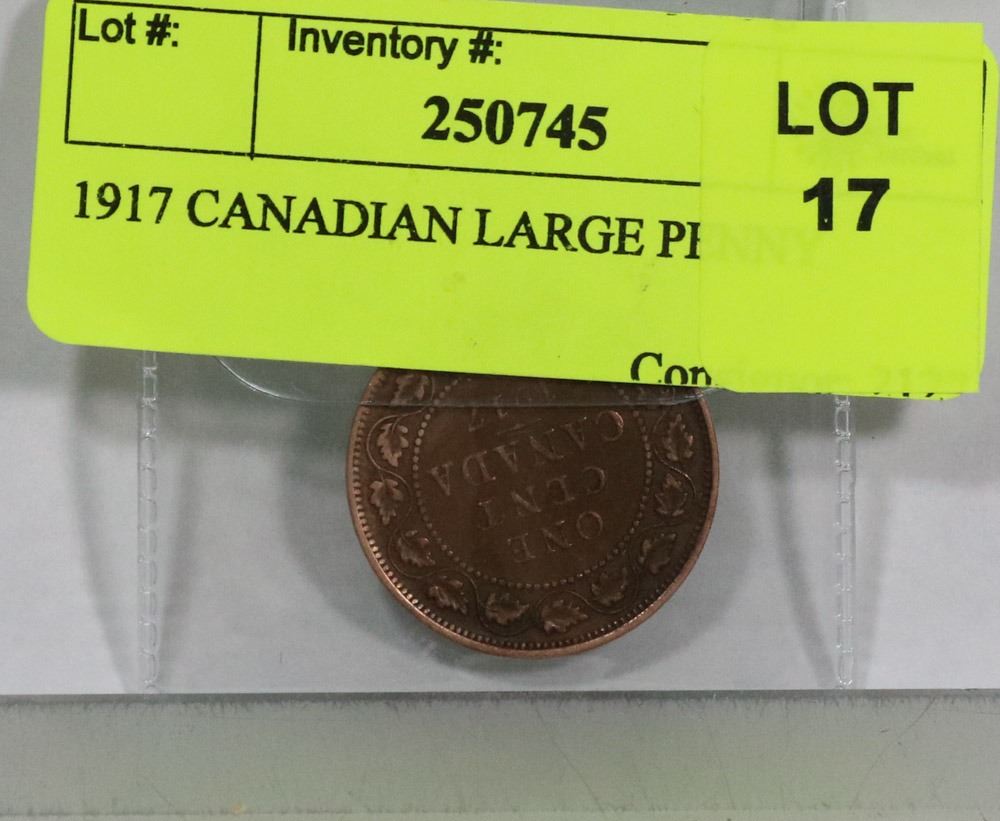 Lot #:
Inventory #:
250745
LOT
17
1917 CANADIAN LARGE PENNY
ONE
CENT
CANADA